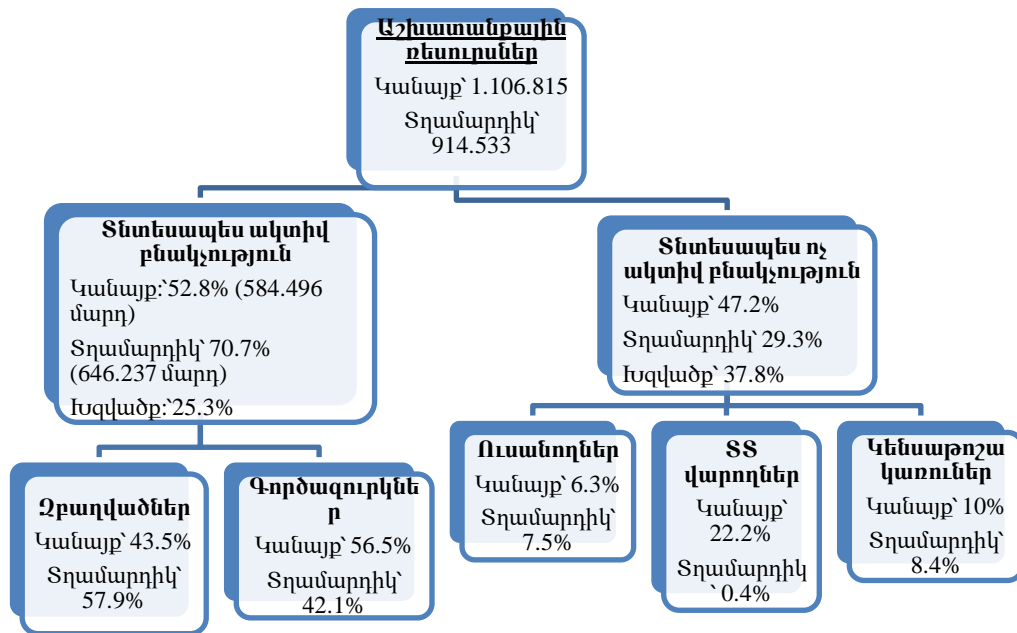 Աշխատանքային
ռեսուրսներ
Կանայք՝ 1.106.815
Տղամարդիկ՝
914.533
Տնտեսապես ակտիվ
բնակչություն
Կանայք:՝52.8% (584.496
մարդ)
Տղամարդիկ՝ 70.7%
(646.237 մարդ)
Խզվածք:՝25.3%
Տնտեսապես ոչ
ակտիվ բնակչություն
Կանայք՝ 47.2%
Տղամարդիկ՝ 29.3%
Խզվածք՝ 37.8%
Չբաղվածներ
Կանայք՝ 43.5%
Տղամարդիկ՝
57.9%
Գործազուրկնե
ր
Կանայք՝ 56.5%
Տղամարդիկ՝
42.1%
Ուսանողներ
Կանայք՝ 6.3%
Տղամարդիկ՝
7.5%
ՏՏ
վարողներ
Կանայք՝
22.2%
Տղամարդիկ
՝ 0.4%
Կենսաթոշա
կառուներ
Կանայք՝ 10%
Տղամարդիկ՝
8.4%